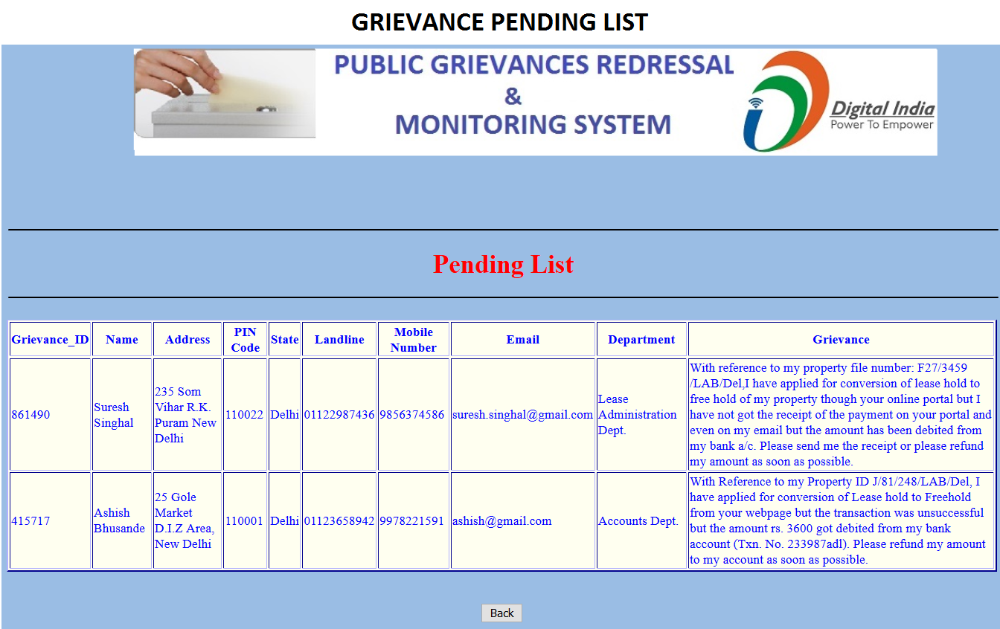 GRIEVANCE PENDING LIST
PUBLIC GRIEVANCES REDRESSAL
&
MONITORING SYSTEM
Digital India
Power To Empower
Pending List
Grievance_ID Name Address PIN Code State Landline Mobile Number Email Department Grievance
861490
Suresh
Singhal
235 Som
Vihar R.K.
Puram New
Delhi
110022
Delhi
01122987436
9856374586
suresh.singhal@gmail.com
Lease
Administration
Dept.
With reference to my property file number: F27/3459
/LAB/Del,I have applied for conversion of lease hold to
free hold of my property though your online portal but I
have not got the receipt of the payment on your portal and
even on my email but the amount has been debited from
my bank a/c. Please send me the receipt or please refund
my amount as soon as possible.
415717
Ashish
Bhusande
25 Gole
Market
D.I.Z Area,
New Delhi
110001
Delhi
01123658942
9978221591
ashish@gmail.com
Accounts Dept.
With Reference to my Property ID J/81/248/LAB/Del, I
have applied for conversion of Lease hold to Freehold
from your webpage but the transaction was unsuccessful
but the amount rs. 3600 got debited from my bank
account (Txn. No. 233987adl). Please refund my amount
to my account as soon as possible.
Back